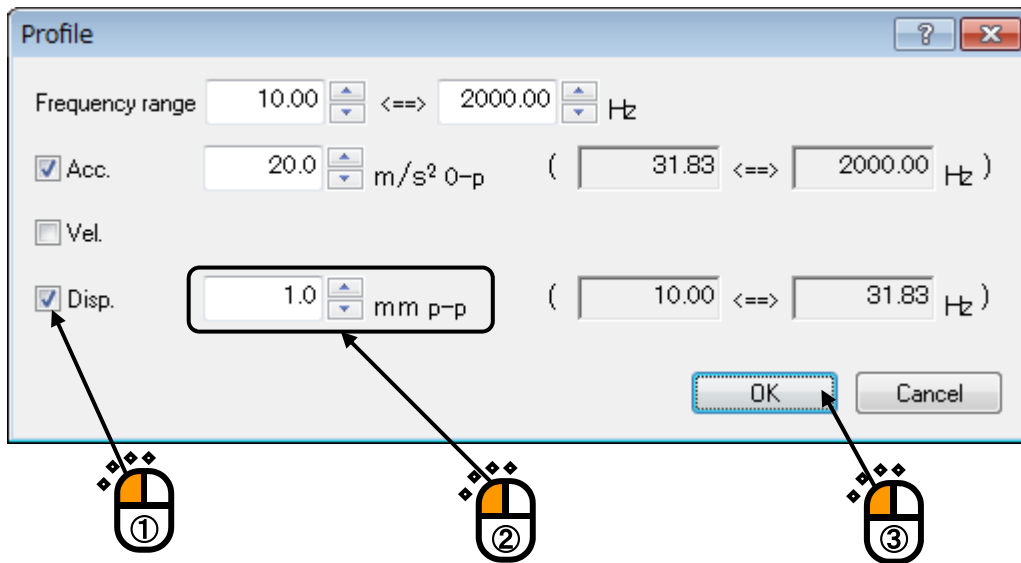 Profile
Frequency range 10.00 <==> 2000.00 Hz
Acc. 20.0 m/s² 0-p ( 31.83 <==> 2000.00 Hz )
Vel.
Disp. 1.0 mm p-p ( 10.00 <==> 31.83 Hz )
OK Cancel
① ② ③